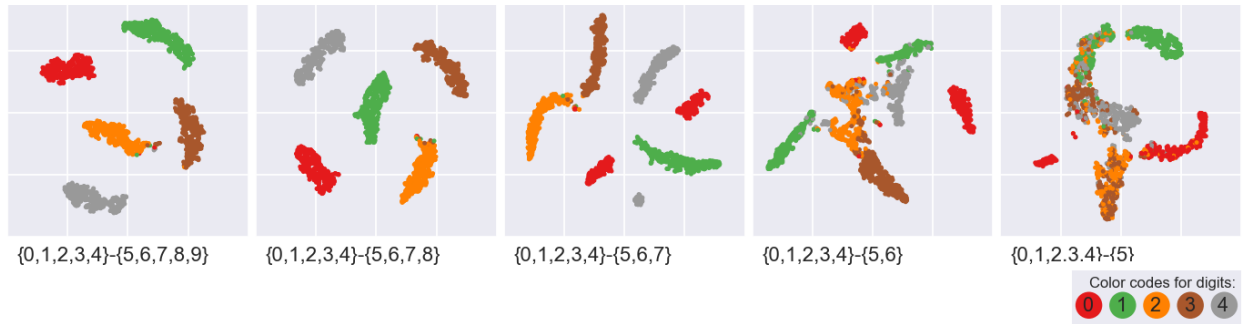 {0,1,2,3,4}-{5,6,7,8,9}
{0,1,2,3,4}-{5,6,7,8}
{0,1,2,3,4}-{5,6,7}
{0,1,2,3,4}-{5,6}
{0,1,2.3.4}-{5}
Color codes for digits:
0 1 2 3 4